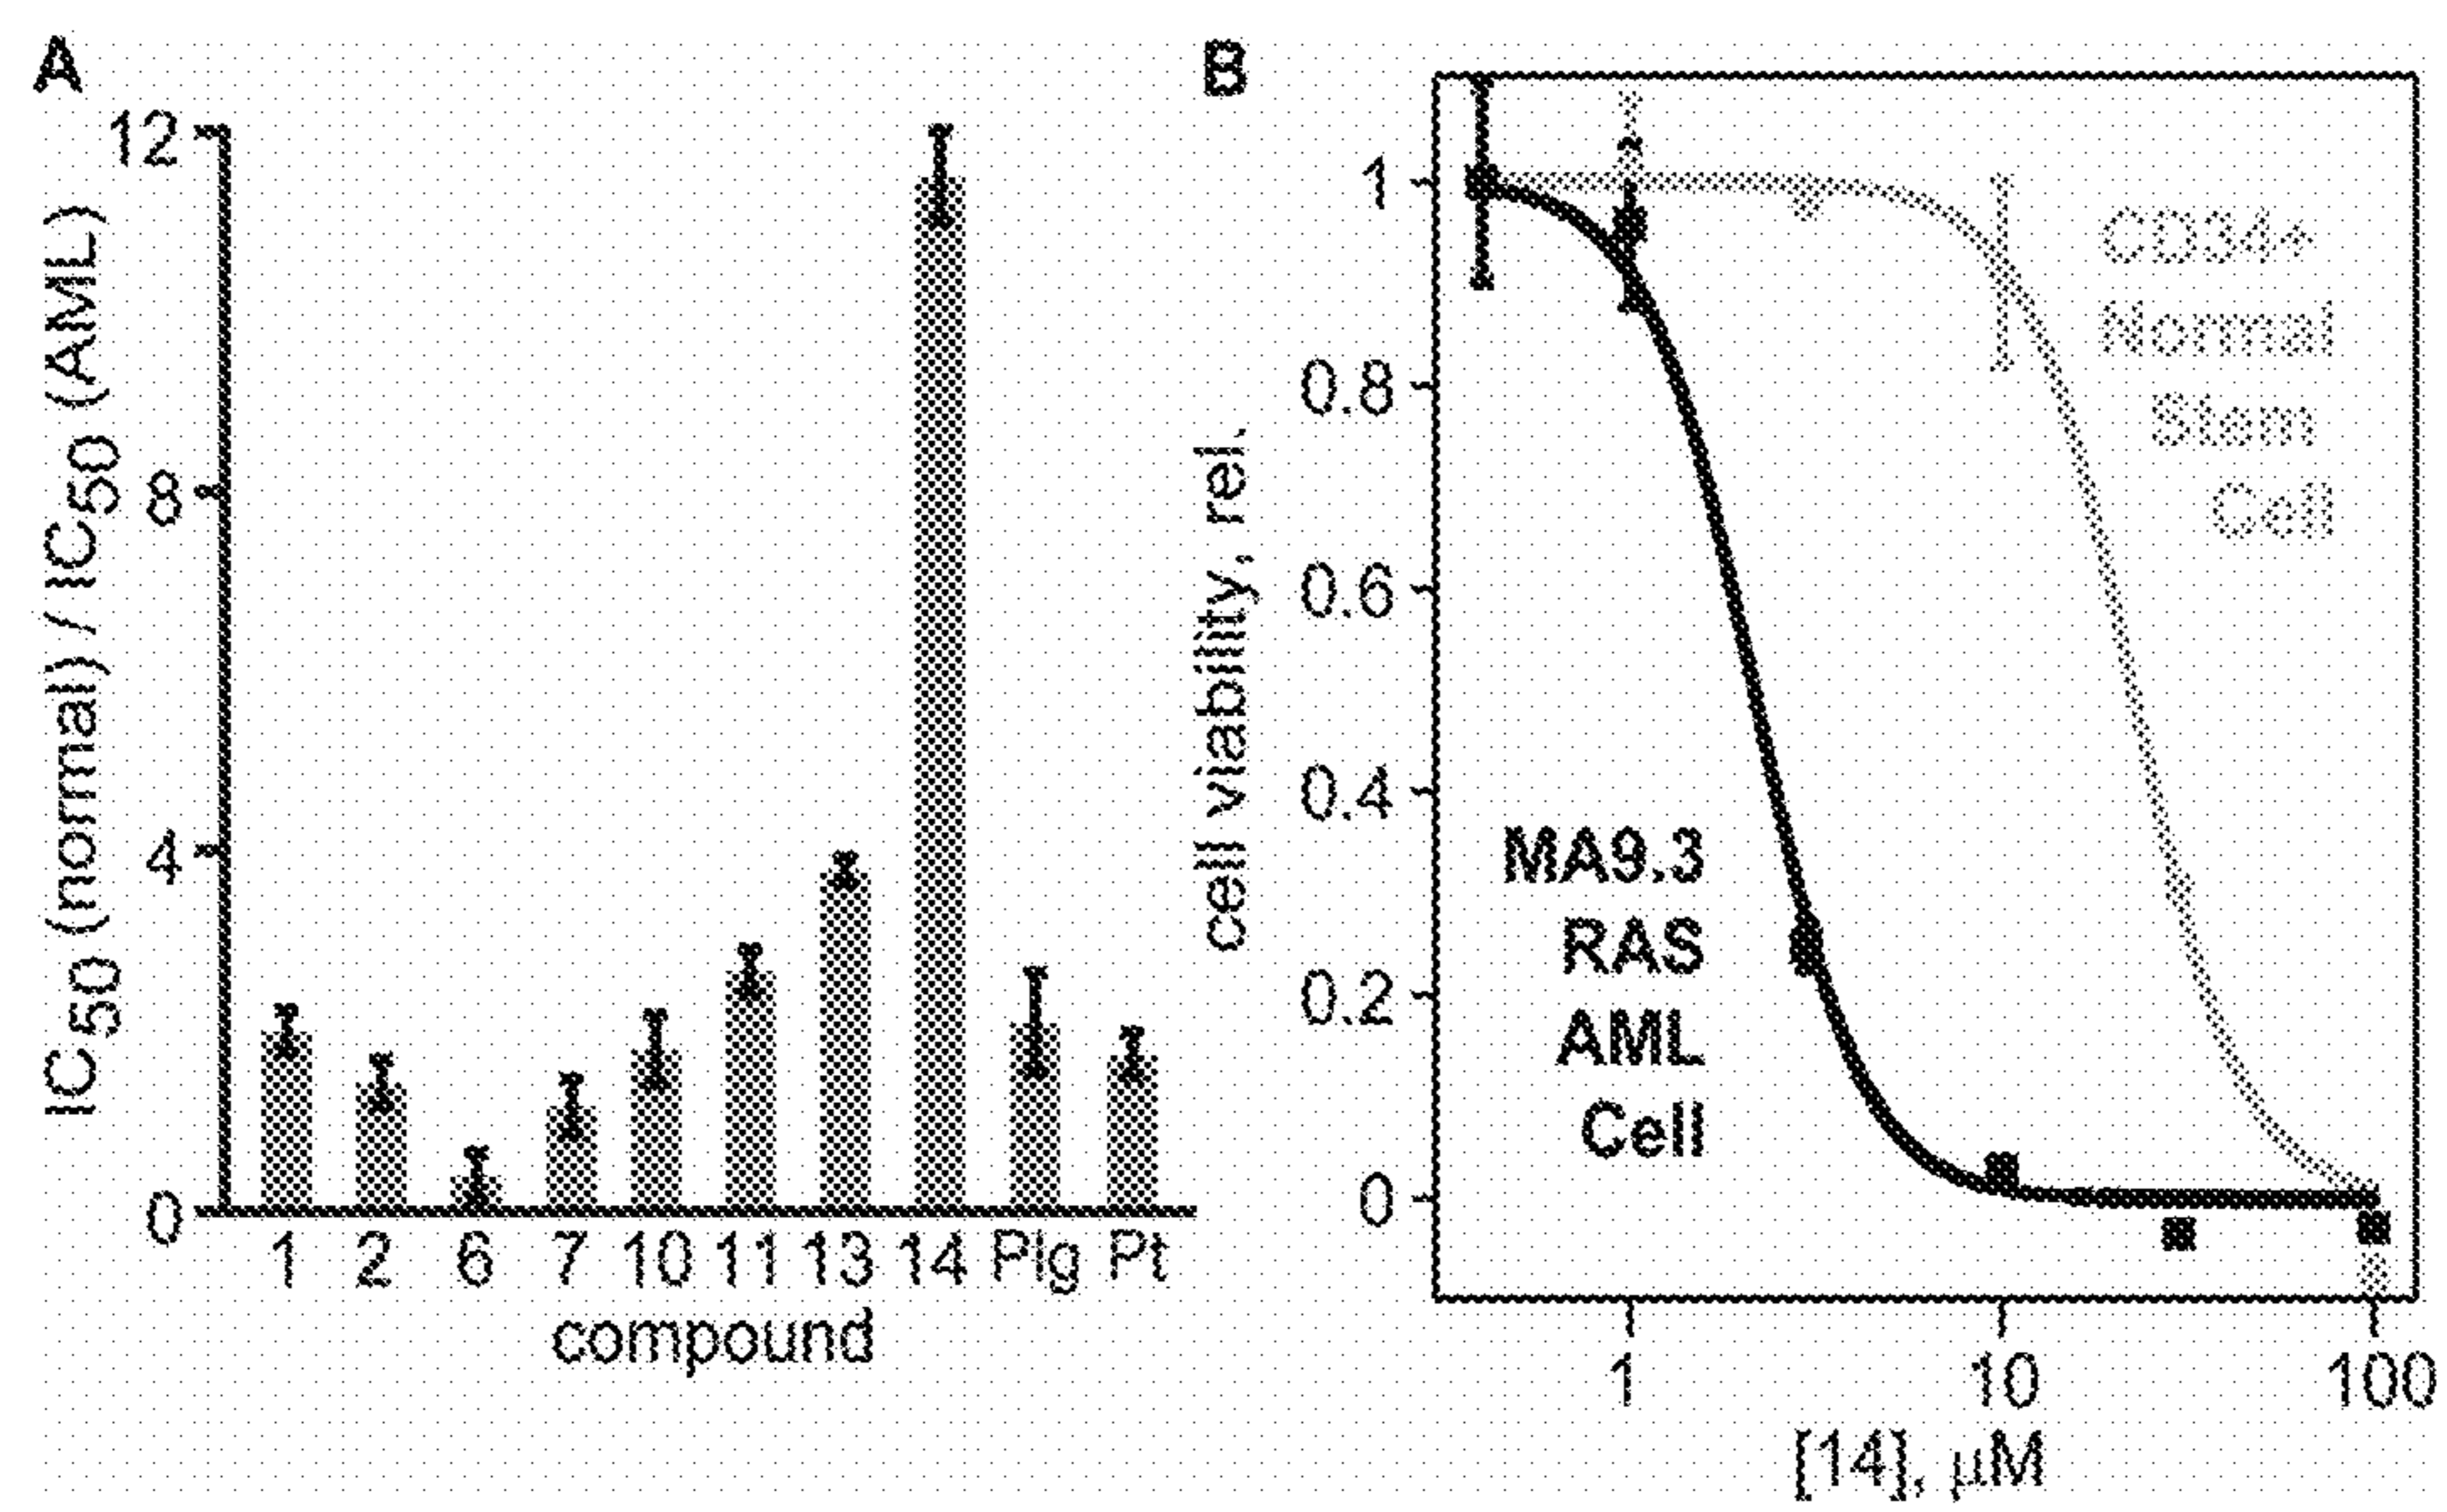 A
IC50 (normal) / IC50 (AML)
12
8
4
0
1 2 6 7 10 11 13 14 Plg Pt
compound
B
cell viability, rel.
1
0.8
0.6
0.4
0.2
0
CD34+
Normal
Stem
Cell
MA9.3
RAS
AML
Cell
1 10 100
[14], μM